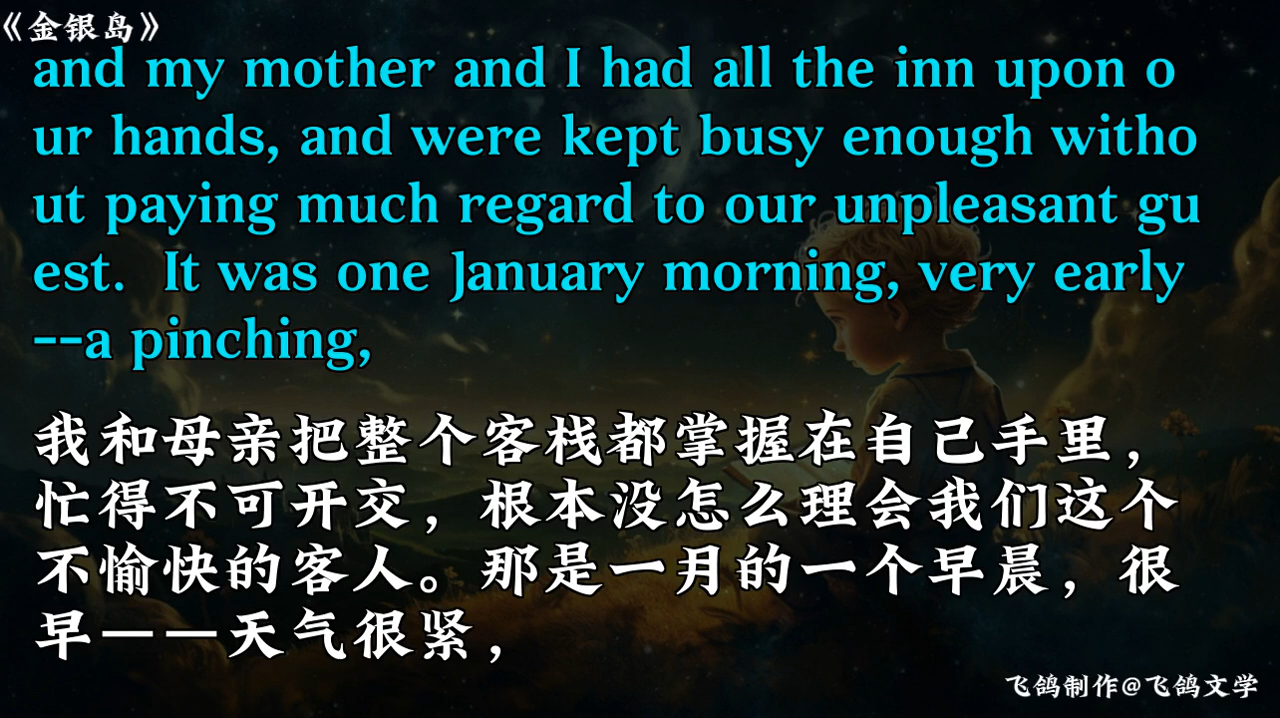 《金银岛》
and my mother and I had all the inn upon o
ur hands, and were kept busy enough witho
ut paying much regard to our unpleasant gu
est.  It was one January morning, very early
--a pinching,
我和母亲把整个客栈都掌握在自己手里，
忙得不可开交，根本没怎么理会我们这个
不愉快的客人。那是一月的一个早晨，很
早——天气很紧，
飞鸽制作@飞鸽文学